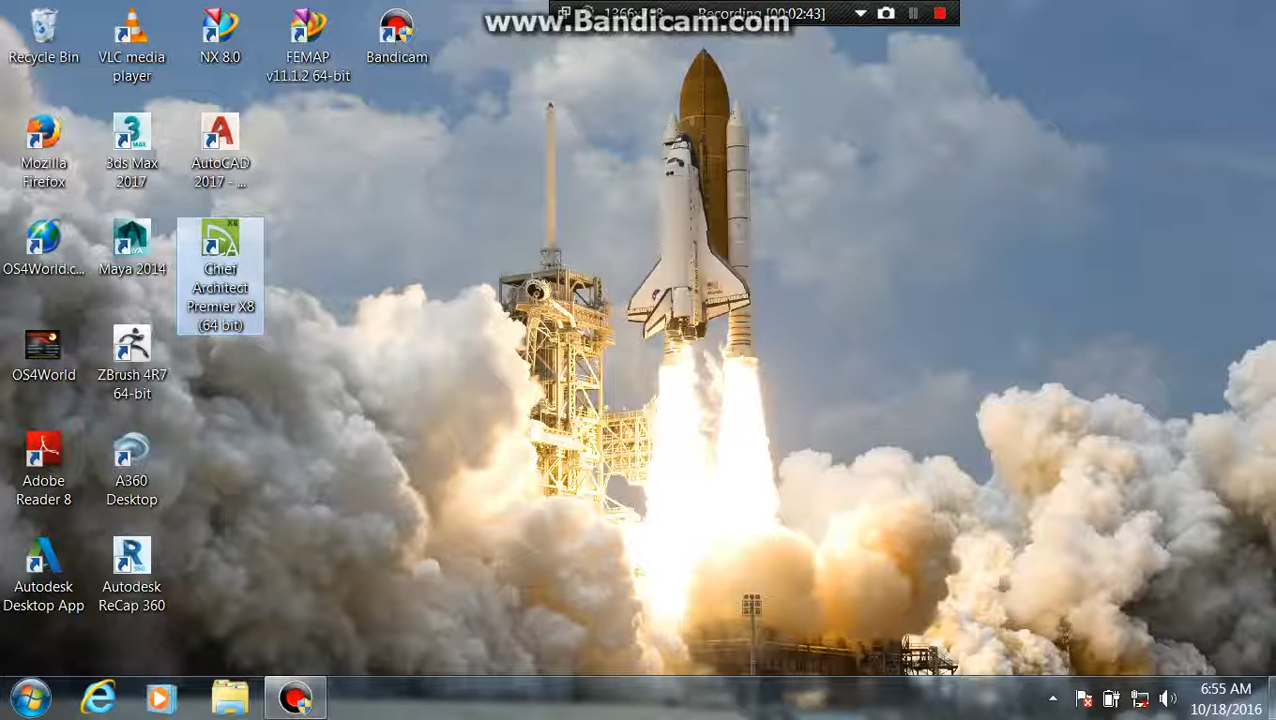 www.Bandicam.com
Recording [00:02:43]
Recycle Bin
VLC media
player
NX 8.0
FEMAP
v11.1.2 64-bit
Bandicam
Mozilla
Firefox
3ds Max
2017
AutoCAD
2017 - ...
OS4World.c...
Maya 2014
Chief
Architect
Premier X8
(64 bit)
OS4World
ZBrush 4R7
64-bit
Adobe
Reader 8
A360
Desktop
Autodesk
Desktop App
Autodesk
ReCap 360
6:55 AM
10/18/2016